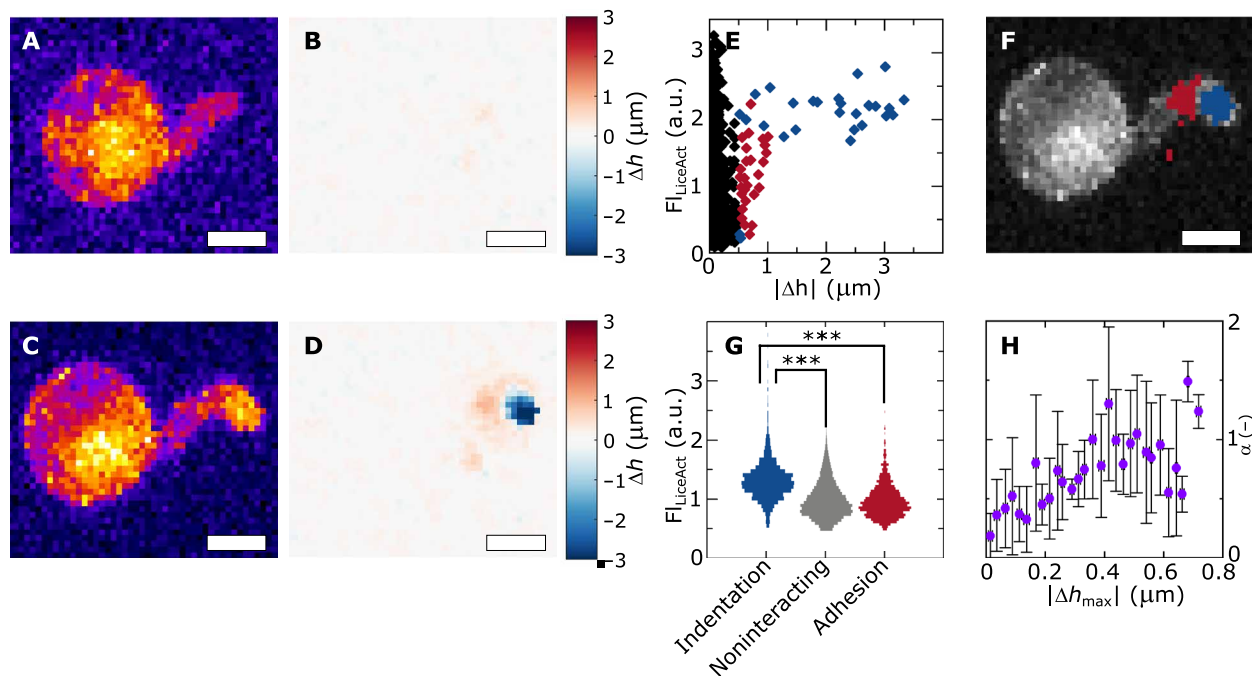 A
B
3
2
1
0
−1
−2
−3
Δh (μm)
E
3
2
1
0
FI_LiceAct (a.u.)
0 1 2 3
|Δh| (μm)
F
C
D
3
2
1
0
−1
−2
−3
Δh (μm)
G
***
***
3
2
1
0
FI_LiceAct (a.u.)
Indentation
Noninteracting
Adhesion
H
2
1
0
α (−)
0 0.2 0.4 0.6 0.8
|Δh_max| (μm)